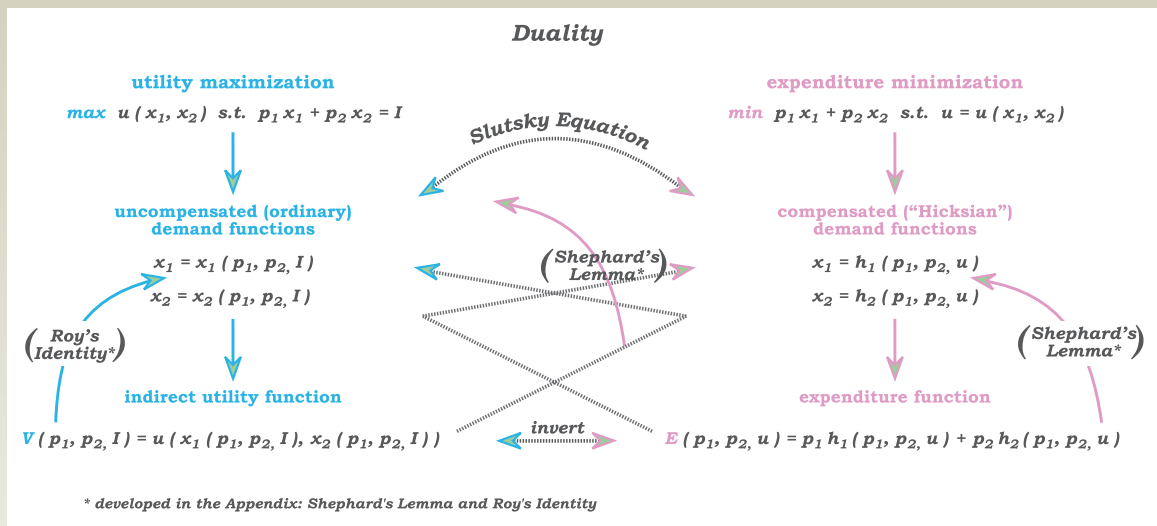 Duality
utility maximization
max u ( x₁, x₂ ) s.t. p₁ x₁ + p₂ x₂ = I
expenditure minimization
min p₁ x₁ + p₂ x₂ s.t. u = u ( x₁, x₂ )
Slutsky Equation
uncompensated (ordinary)
demand functions
x₁ = x₁ ( p₁, p₂, I )
x₂ = x₂ ( p₁, p₂, I )
(Shephard's
Lemma*)
compensated (“Hicksian”)
demand functions
x₁ = h₁ ( p₁, p₂, u )
x₂ = h₂ ( p₁, p₂, u )
(Roy's
Identity*)
(Shephard's
Lemma*)
indirect utility function
V ( p₁, p₂, I ) = u ( x₁ ( p₁, p₂, I ), x₂ ( p₁, p₂, I ) )
invert
expenditure function
E ( p₁, p₂, u ) = p₁ h₁ ( p₁, p₂, u ) + p₂ h₂ ( p₁, p₂, u )
* developed in the Appendix: Shephard's Lemma and Roy's Identity